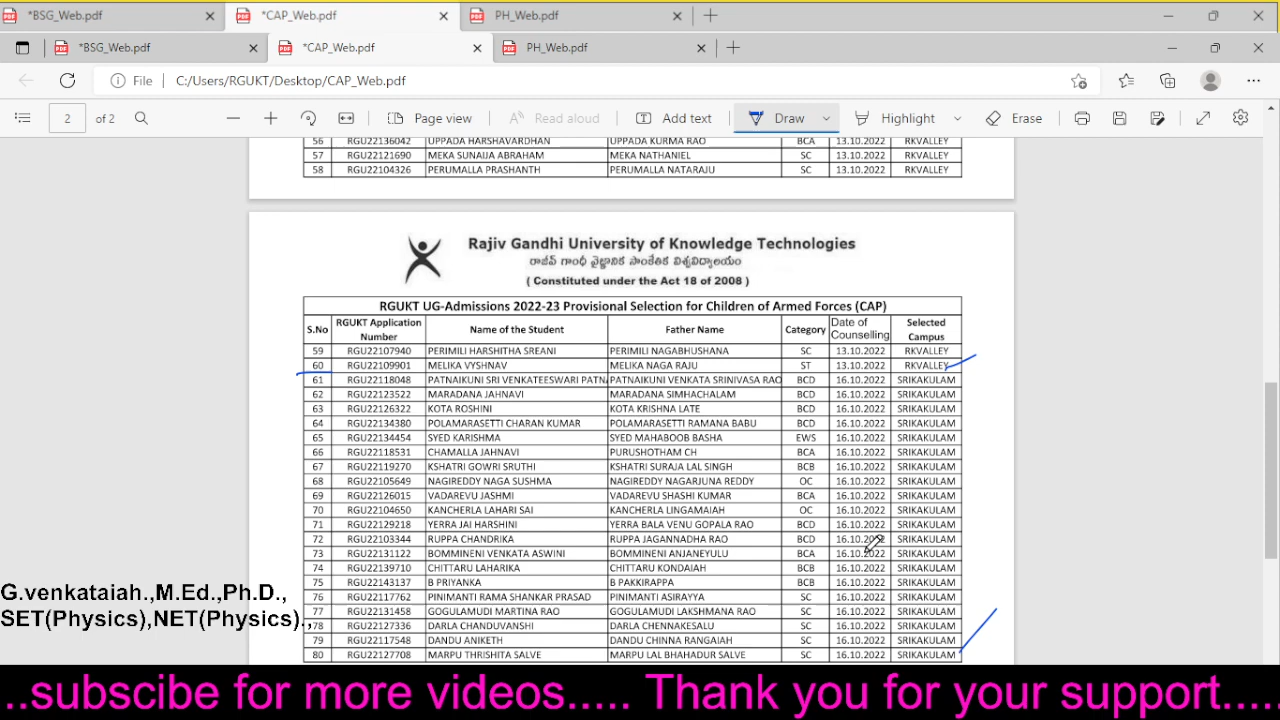 *BSG_Web.pdf *CAP_Web.pdf PH_Web.pdf
*BSG_Web.pdf *CAP_Web.pdf PH_Web.pdf
File C:/Users/RGUKT/Desktop/CAP_Web.pdf
2 of 2 Page view Read aloud Add text Draw Highlight Erase
56 RGU22136042 UPPADA HARSHAVARDHAN UPPADA KURMA RAO BCA 13.10.2022 RKVALLEY
57 RGU22121690 MEKA SUNAIJA ABRAHAM MEKA NATHANIEL SC 13.10.2022 RKVALLEY
58 RGU22104326 PERUMALLA PRASHANTH PERUMALLA NATARAJU SC 13.10.2022 RKVALLEY
Rajiv Gandhi University of Knowledge Technologies
రాజీవ్ గాంధీ వైజ్ఞానిక సాంకేతిక విశ్వవిద్యాలయం
( Constituted under the Act 18 of 2008 )
RGUKT UG-Admissions 2022-23 Provisional Selection for Children of Armed Forces (CAP)
S.No RGUKT Application Number Name of the Student Father Name Category Date of Counselling Selected Campus
59 RGU22107940 PERIMILI HARSHITHA SREANI PERIMILI NAGABHUSHANA SC 13.10.2022 RKVALLEY
60 RGU22109901 MELIKA VYSHNAV MELIKA NAGA RAJU ST 13.10.2022 RKVALLEY
61 RGU22118048 PATNAIKUNI SRI VENKATEESWARI PATN PATNAIKUNI VENKATA SRINIVASA RAO BCD 16.10.2022 SRIKAKULAM
62 RGU22123522 MARADANA JAHNAVI MARADANA SIMHACHALAM BCD 16.10.2022 SRIKAKULAM
63 RGU22126322 KOTA ROSHINI KOTA KRISHNA LATE BCD 16.10.2022 SRIKAKULAM
64 RGU22134380 POLAMARASETTI CHARAN KUMAR POLAMARASETTI RAMANA BABU BCD 16.10.2022 SRIKAKULAM
65 RGU22134454 SYED KARISHMA SYED MAHABOOB BASHA EWS 16.10.2022 SRIKAKULAM
66 RGU22118531 CHAMALLA JAHNAVI PURUSHOTHAM CH BCA 16.10.2022 SRIKAKULAM
67 RGU22119270 KSHATRI GOWRI SRUTHI KSHATRI SURAJA LAL SINGH BCB 16.10.2022 SRIKAKULAM
68 RGU22105649 NAGIREDDY NAGA SUSHMA NAGIREDDY NAGARJUNA REDDY OC 16.10.2022 SRIKAKULAM
69 RGU22126015 VADAREVU JASHMI VADAREVU SHASHI KUMAR BCA 16.10.2022 SRIKAKULAM
70 RGU22104650 KANCHERLA LAHARI SAI KANCHERLA LINGAMAIAH OC 16.10.2022 SRIKAKULAM
71 RGU22129218 YERRA JAI HARSHINI YERRA BALA VENU GOPALA RAO BCD 16.10.2022 SRIKAKULAM
72 RGU22103344 RUPPA CHANDRIKA RUPPA JAGANNADHA RAO BCD 16.10.2022 SRIKAKULAM
73 RGU22131122 BOMMINENI VENKATA ASWINI BOMMINENI ANJANEYULU BCA 16.10.2022 SRIKAKULAM
74 RGU22139710 CHITTARU LAHARIKA CHITTARU KONDAIAH BCB 16.10.2022 SRIKAKULAM
75 RGU22143137 B PRIYANKA B PAKKIRAPPA BCB 16.10.2022 SRIKAKULAM
76 RGU22117762 PINIMANTI RAMA SHANKAR PRASAD PINIMANTI ASIRAYYA SC 16.10.2022 SRIKAKULAM
77 RGU22131458 GOGULAMUDI MARTINA RAO GOGULAMUDI LAKSHMANA RAO SC 16.10.2022 SRIKAKULAM
78 RGU22127336 DARLA CHANDUVANSHI DARLA CHENNAKESALU SC 16.10.2022 SRIKAKULAM
79 RGU22117548 DANDU ANIKETH DANDU CHINNA RANGAIAH SC 16.10.2022 SRIKAKULAM
80 RGU22127708 MARPU THRISHITA SALVE MARPU LAL BHAHADUR SALVE SC 16.10.2022 SRIKAKULAM
G.venkataiah.,M.Ed.,Ph.D.,
SET(Physics),NET(Physics).,
..subscibe for more videos..... Thank you for your support.....